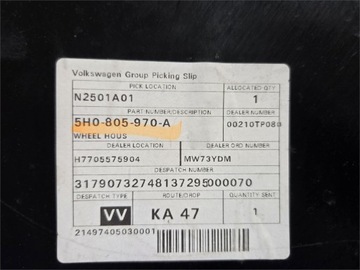 Volkswagen Group Picking Slip
PICK LOCATION ALLOCATED QTY
N2501A01 1
PART NUMBER/DESCRIPTION DEALER NUMBER
5H0-805-970-A 00210TP080
WHEEL HOUS
DEALER LOCATION DEALER ORD NUMBER
H7705575904 MW73YDM
DESPATCH NUMBER
31790732748137295000070
DESPATCH TYPE ROUTE/DROP QUANTITY SENT
VV KA 47 1
21497405030001